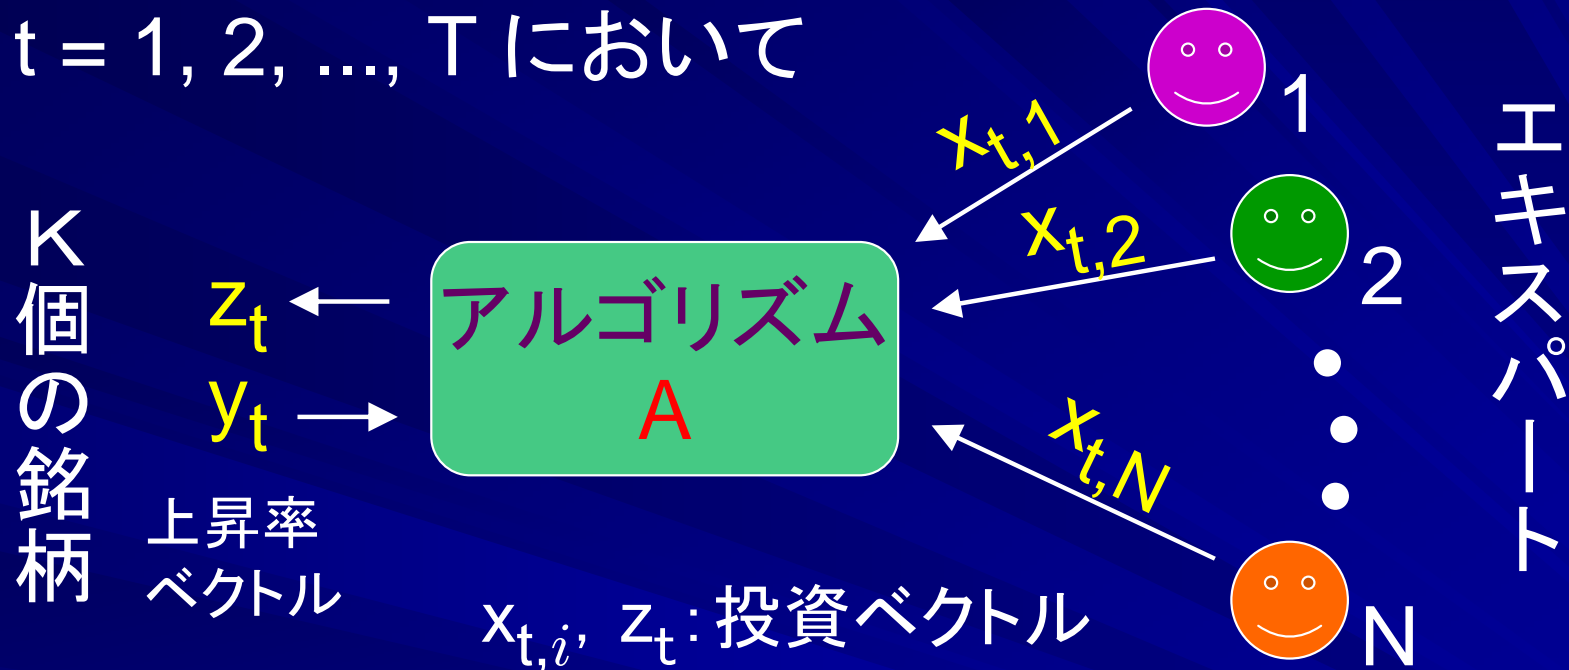 t = 1, 2, ..., T において
K個の銘柄
z_t
y_t
上昇率
ベクトル
アルゴリズム
A
x_{t,1}
x_{t,2}
x_{t,N}
1
2
N
エキスパート
x_{t,i}, z_t : 投資ベクトル